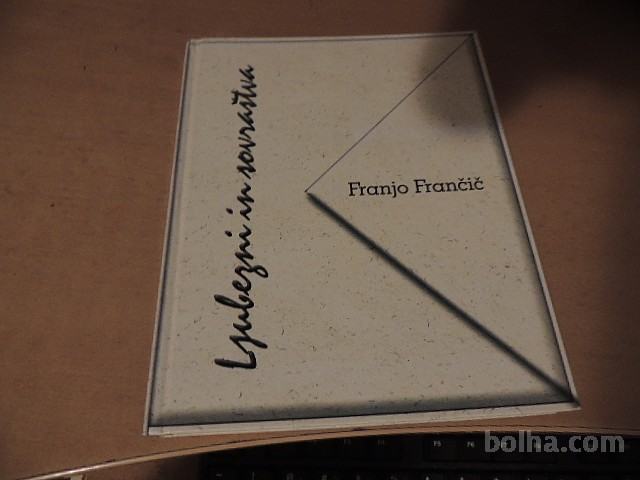 Ljubezni in sovraštva
Franjo Frančič
bolha.com